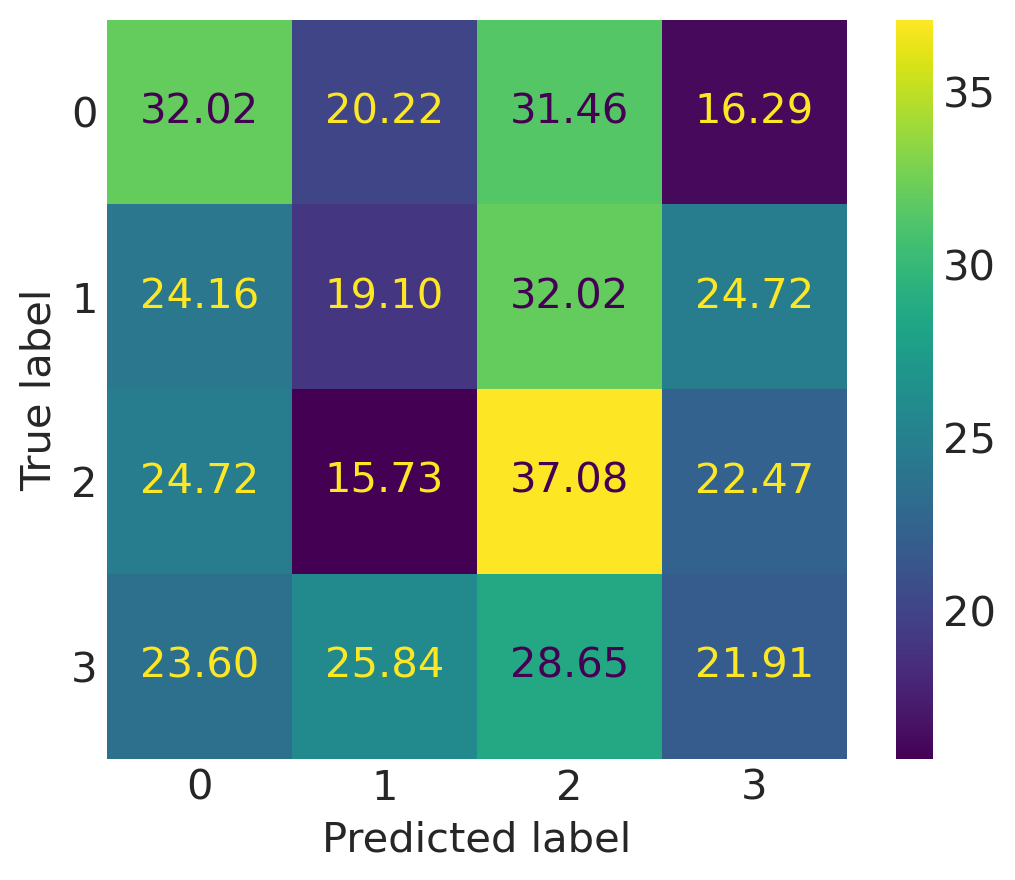 0 32.02 20.22 31.46 16.29
1 24.16 19.10 32.02 24.72
2 24.72 15.73 37.08 22.47
3 23.60 25.84 28.65 21.91
0 1 2 3
Predicted label
True label
35
30
25
20